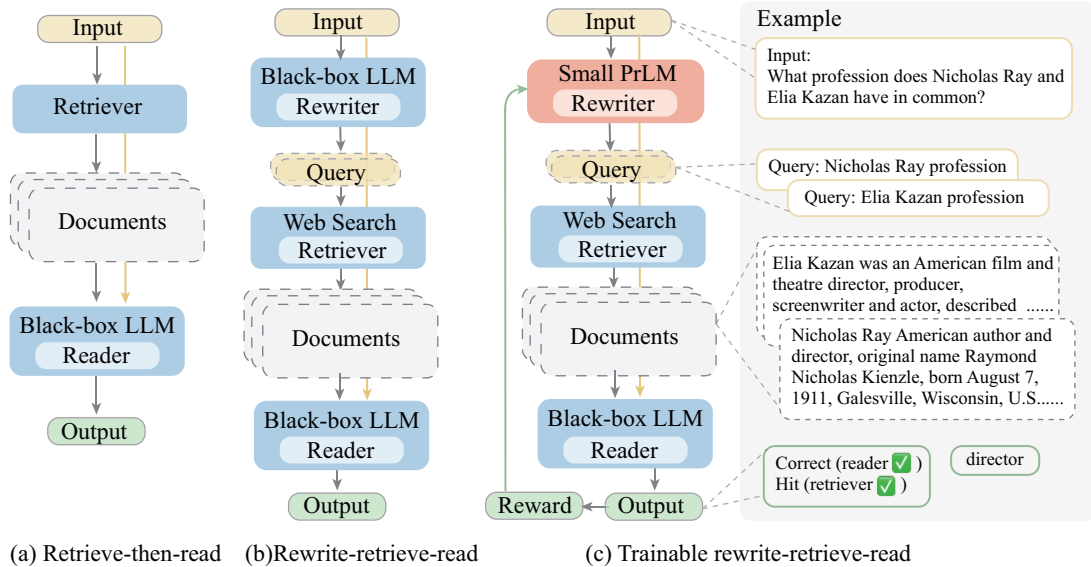 Input
Retriever
Documents
Black-box LLM
Reader
Output
(a) Retrieve-then-read
Input
Black-box LLM
Rewriter
Query
Web Search
Retriever
Documents
Black-box LLM
Reader
Output
(b)Rewrite-retrieve-read
Input
Small PrLM
Rewriter
Query
Web Search
Retriever
Documents
Black-box LLM
Reader
Reward
Output
(c) Trainable rewrite-retrieve-read
Example
Input:
What profession does Nicholas Ray and
Elia Kazan have in common?
Query: Nicholas Ray profession
Query: Elia Kazan profession
Elia Kazan was an American film and
theatre director, producer,
screenwriter and actor, described ......
Nicholas Ray American author and
director, original name Raymond
Nicholas Kienzle, born August 7,
1911, Galesville, Wisconsin, U.S......
Correct (reader ✅ )
Hit (retriever ✅ )
director